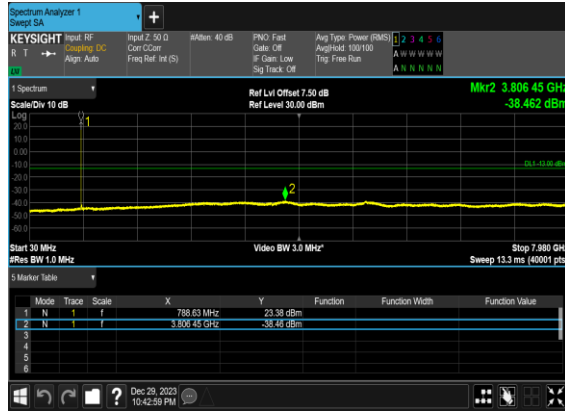 Spectrum Analyzer 1
Swept SA
+
KEYSIGHT Input: RF Input Z: 50 Ω #Atten: 40 dB PNO: Fast Avg Type: Power (RMS) 1 2 3 4 5 6
R T Coupling: DC Corr CCorr Gate: Off Avg|Hold: 100/100 A W W W W W
Align: Auto Freq Ref: Int (S) IF Gain: Low Trig: Free Run
Sig Track: Off A N N N N N
1 Spectrum Ref Lvl Offset 7.50 dB Mkr2 3.806 45 GHz
Scale/Div 10 dB Ref Level 30.00 dBm -38.462 dBm
Log
20.0 1
10.0
0.00
-10.0 DL1 -13.00 dBm
-20.0
-30.0 2
-40.0
-50.0
-60.0
Start 30 MHz Video BW 3.0 MHz* Stop 7.980 GHz
#Res BW 1.0 MHz Sweep 13.3 ms (40001 pts
5 Marker Table
Mode Trace Scale X Y Function Function Width Function Value
1 N 1 f 788.63 MHz 23.38 dBm
2 N 1 f 3.806 45 GHz -38.46 dBm
3
4
5
6
? Dec 29, 2023
10:42:59 PM